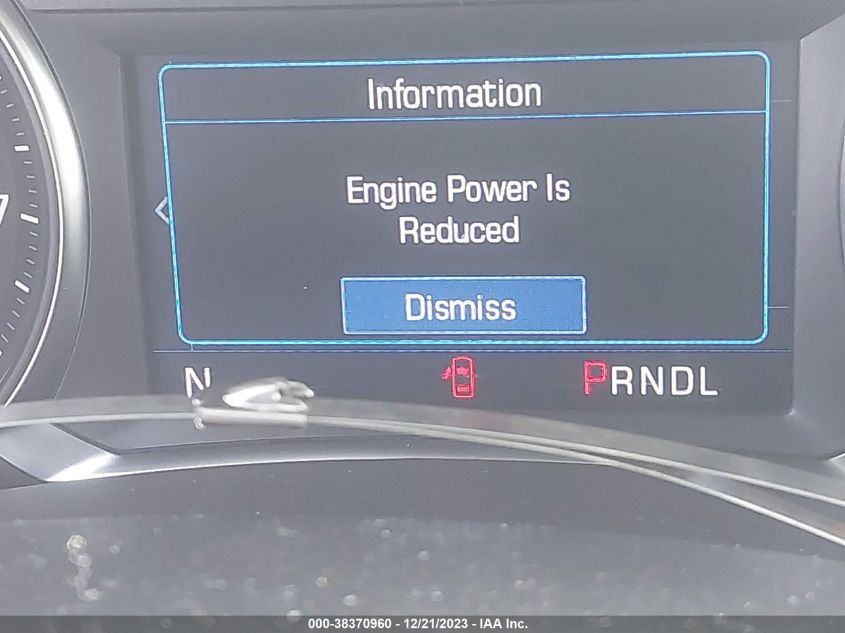 Information
Engine Power Is
Reduced
Dismiss
N
PRNDL
000-38370960 - 12/21/2023 - IAA Inc.